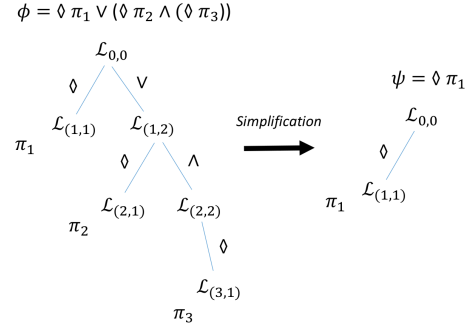 ϕ = ◊ π₁ ∨ (◊ π₂ ∧ (◊ π₃))
ℒ₀,₀
◊ ∨
ℒ₍₁,₁₎ ℒ₍₁,₂₎
π₁
◊ ∧
ℒ₍₂,₁₎ ℒ₍₂,₂₎
π₂
◊
ℒ₍₃,₁₎
π₃
Simplification
ψ = ◊ π₁
ℒ₀,₀
◊
ℒ₍₁,₁₎
π₁